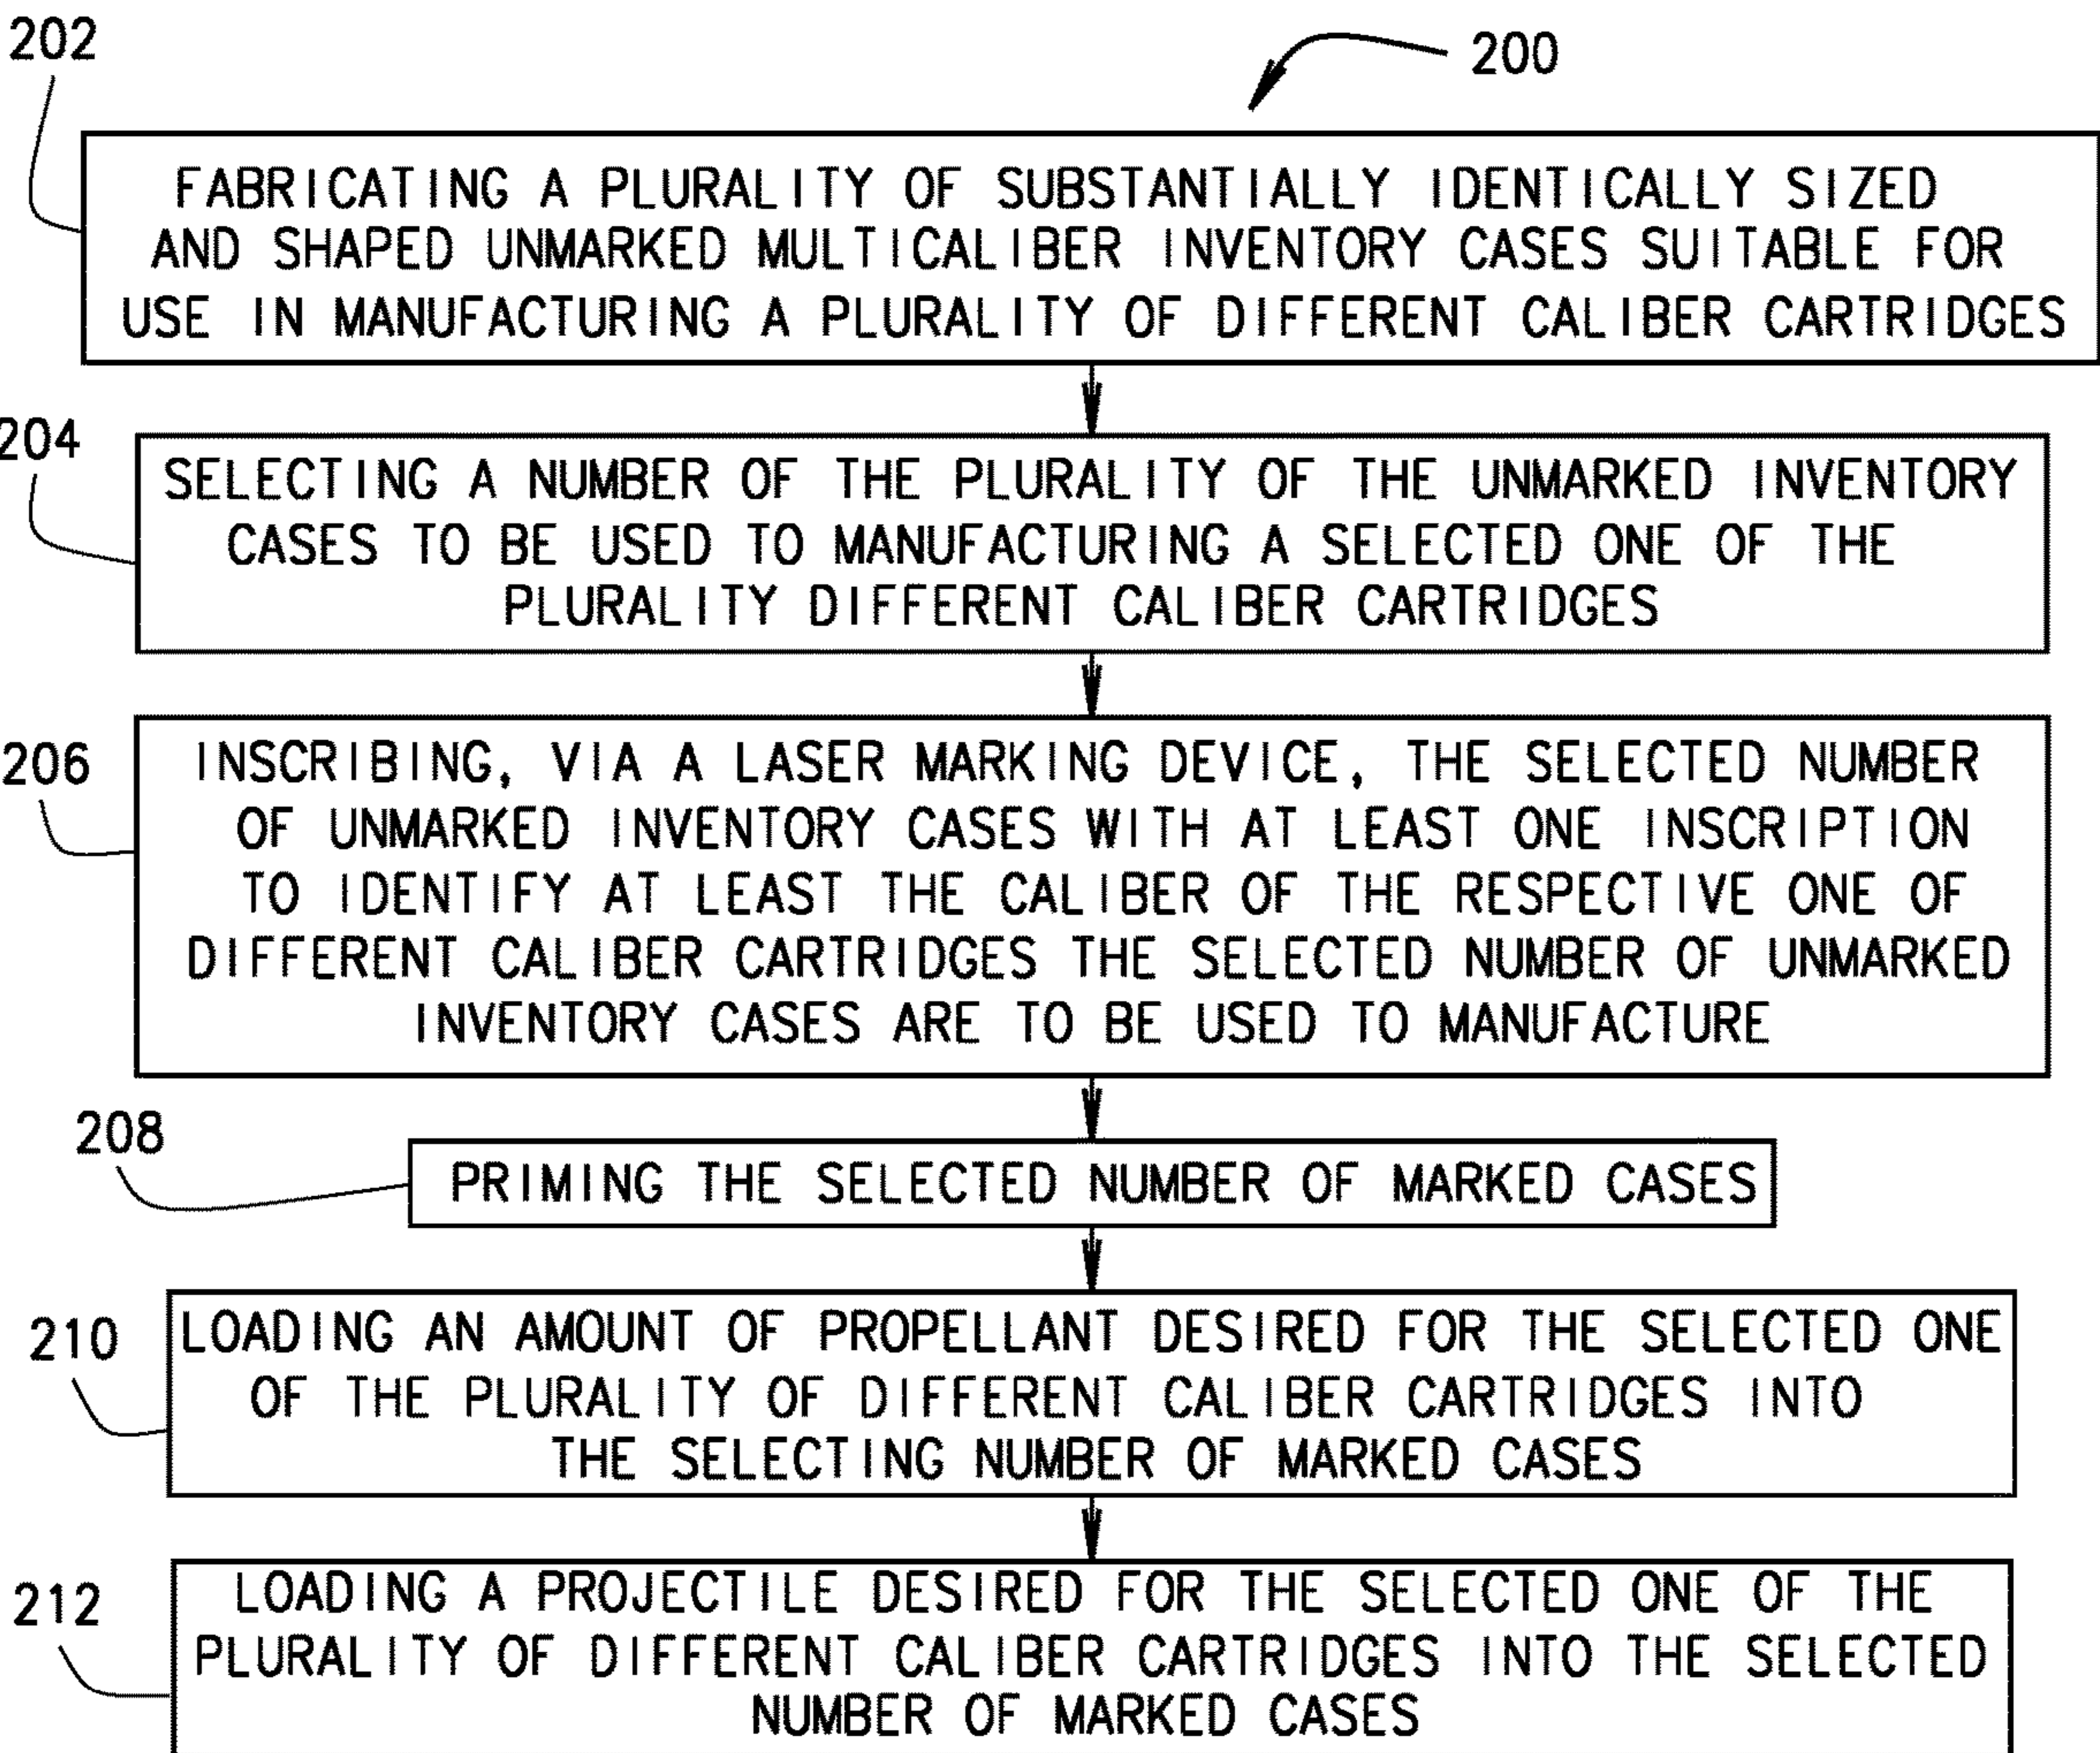 202
200
FABRICATING A PLURALITY OF SUBSTANTIALLY IDENTICALLY SIZED
AND SHAPED UNMARKED MULTICALIBER INVENTORY CASES SUITABLE FOR
USE IN MANUFACTURING A PLURALITY OF DIFFERENT CALIBER CARTRIDGES
204
SELECTING A NUMBER OF THE PLURALITY OF THE UNMARKED INVENTORY
CASES TO BE USED TO MANUFACTURING A SELECTED ONE OF THE
PLURALITY DIFFERENT CALIBER CARTRIDGES
206
INSCRIBING, VIA A LASER MARKING DEVICE, THE SELECTED NUMBER
OF UNMARKED INVENTORY CASES WITH AT LEAST ONE INSCRIPTION
TO IDENTIFY AT LEAST THE CALIBER OF THE RESPECTIVE ONE OF
DIFFERENT CALIBER CARTRIDGES THE SELECTED NUMBER OF UNMARKED
INVENTORY CASES ARE TO BE USED TO MANUFACTURE
208
PRIMING THE SELECTED NUMBER OF MARKED CASES
210
LOADING AN AMOUNT OF PROPELLANT DESIRED FOR THE SELECTED ONE
OF THE PLURALITY OF DIFFERENT CALIBER CARTRIDGES INTO
THE SELECTING NUMBER OF MARKED CASES
212
LOADING A PROJECTILE DESIRED FOR THE SELECTED ONE OF THE
PLURALITY OF DIFFERENT CALIBER CARTRIDGES INTO THE SELECTED
NUMBER OF MARKED CASES